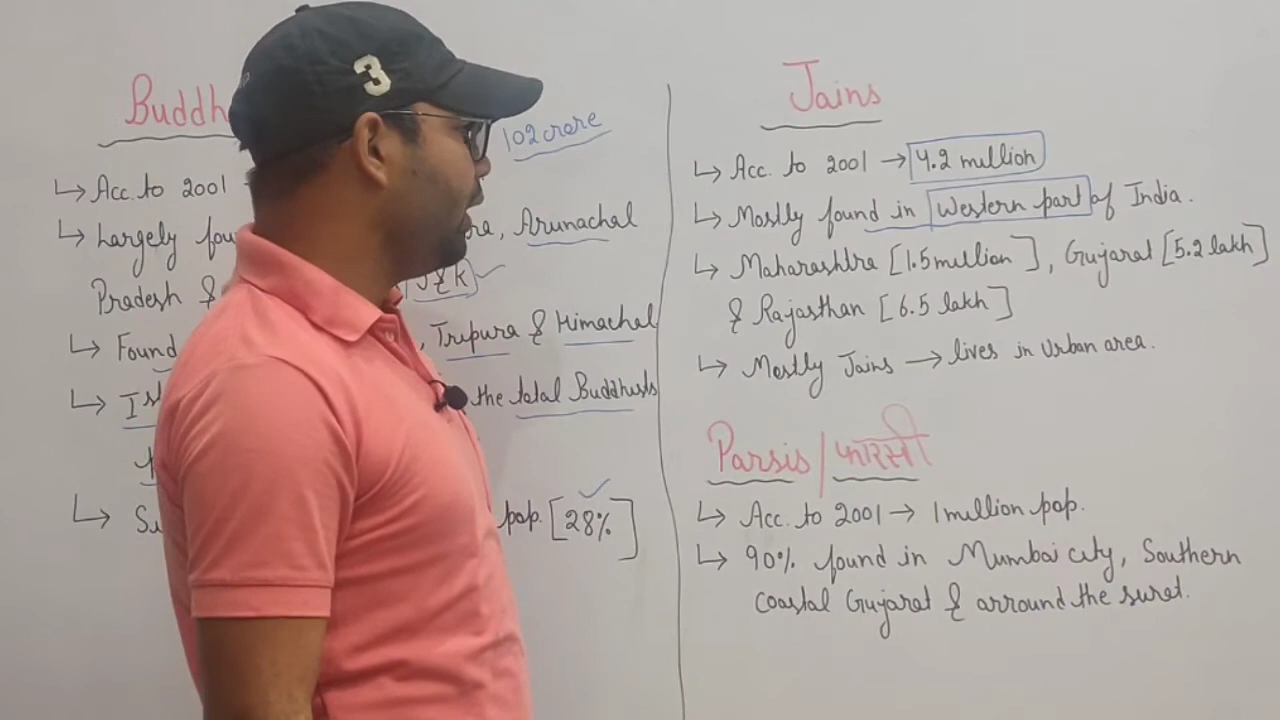 3
Buddh
102 crore
↳ Acc. to 2001
↳ Largely fou ra, Arunachal
Pradesh & J&K
↳ Found , Tripura & Himachal
↳ Ist the total Buddhists
↳ S pop. [28%]
Jains
↳ Acc. to 2001 → 4.2 million
↳ Mostly found in Western part of India.
↳ Maharashtra [1.5 million], Gujarat [5.2 lakh]
& Rajasthan [6.5 lakh]
↳ Mostly Jains → lives in Urban area.
Parsis / फारसी
↳ Acc. to 2001 → 1 million pop.
↳ 90% found in Mumbai city, Southern
coastal Gujarat & arround the surat.